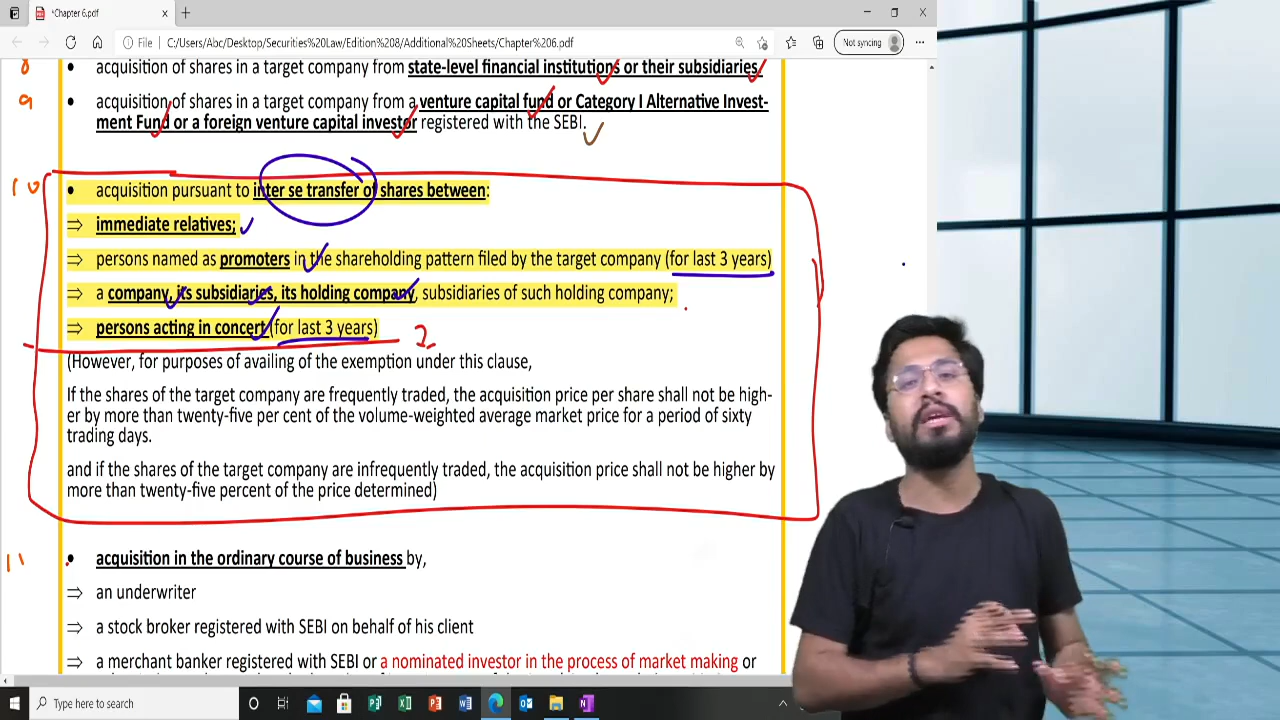 *Chapter 6.pdf
File
C:/Users/Abc/Desktop/Securities%20Law/Edition%208/Additional%20Sheets/Chapter%206.pdf
Not syncing
8 • acquisition of shares in a target company from state-level financial institutions or their subsidiaries.
9 • acquisition of shares in a target company from a venture capital fund or Category I Alternative Invest-
ment Fund or a foreign venture capital investor registered with the SEBI.
10 • acquisition pursuant to inter se transfer of shares between:
⇒ immediate relatives;
⇒ persons named as promoters in the shareholding pattern filed by the target company (for last 3 years)
⇒ a company, its subsidiaries, its holding company, subsidiaries of such holding company;
⇒ persons acting in concert (for last 3 years)
2
(However, for purposes of availing of the exemption under this clause,
If the shares of the target company are frequently traded, the acquisition price per share shall not be high-
er by more than twenty-five per cent of the volume-weighted average market price for a period of sixty
trading days.
and if the shares of the target company are infrequently traded, the acquisition price shall not be higher by
more than twenty-five percent of the price determined)
11 • acquisition in the ordinary course of business by,
⇒ an underwriter
⇒ a stock broker registered with SEBI on behalf of his client
⇒ a merchant banker registered with SEBI or a nominated investor in the process of market making or
Type here to search